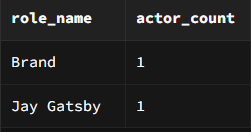 role_name actor_count
Brand 1
Jay Gatsby 1